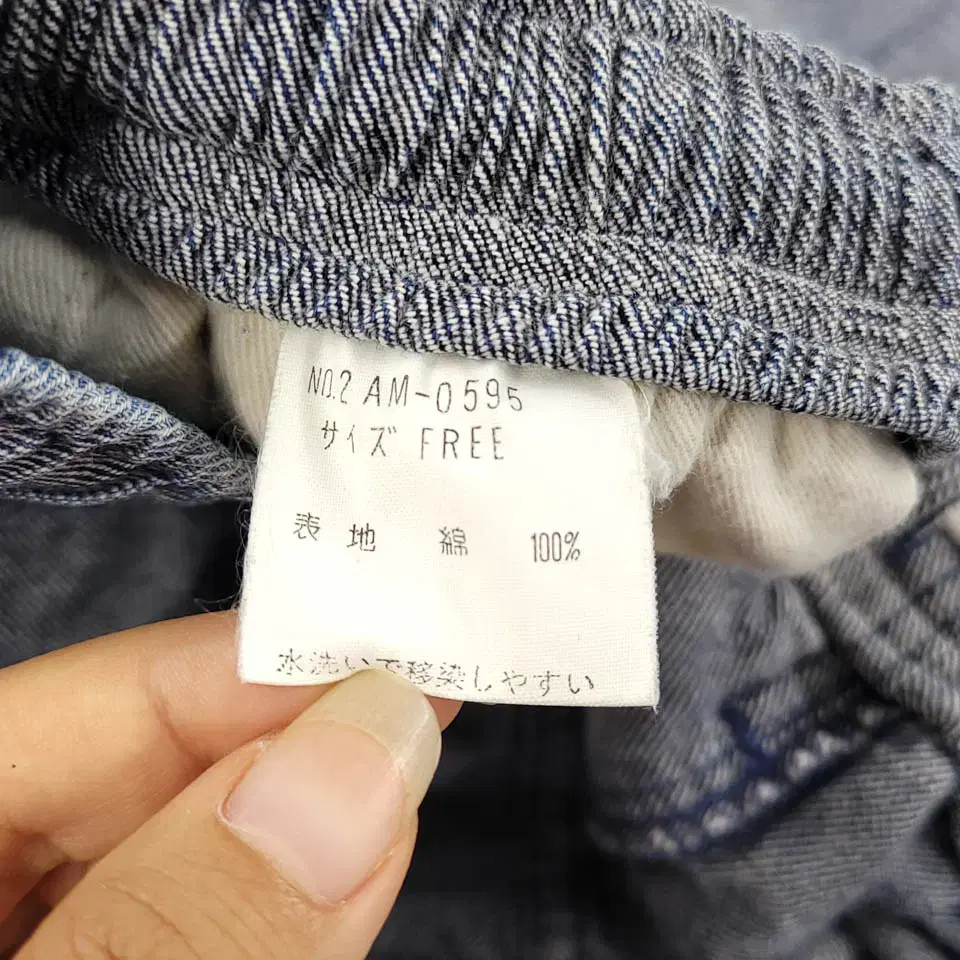 NO.2 AM-0595
サイズ FREE
表地 綿 100%
水洗いで移染しやすい